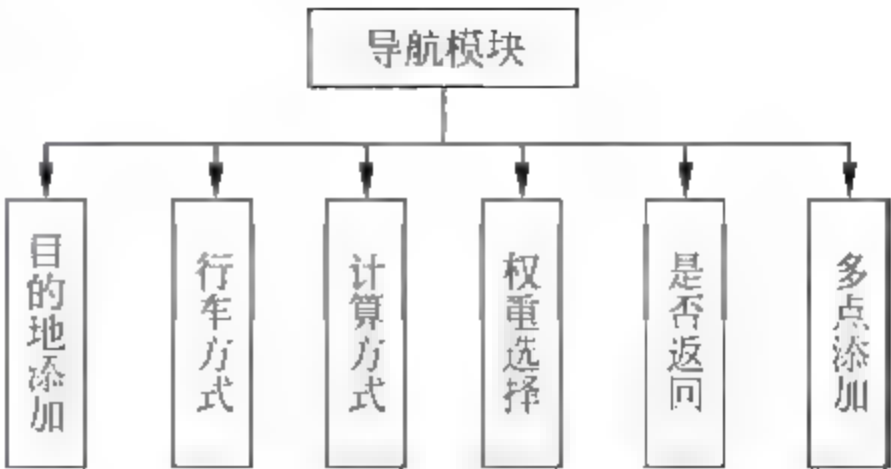 导航模块
目的地添加
行车方式
计算方式
权重选择
是否返回
多点添加